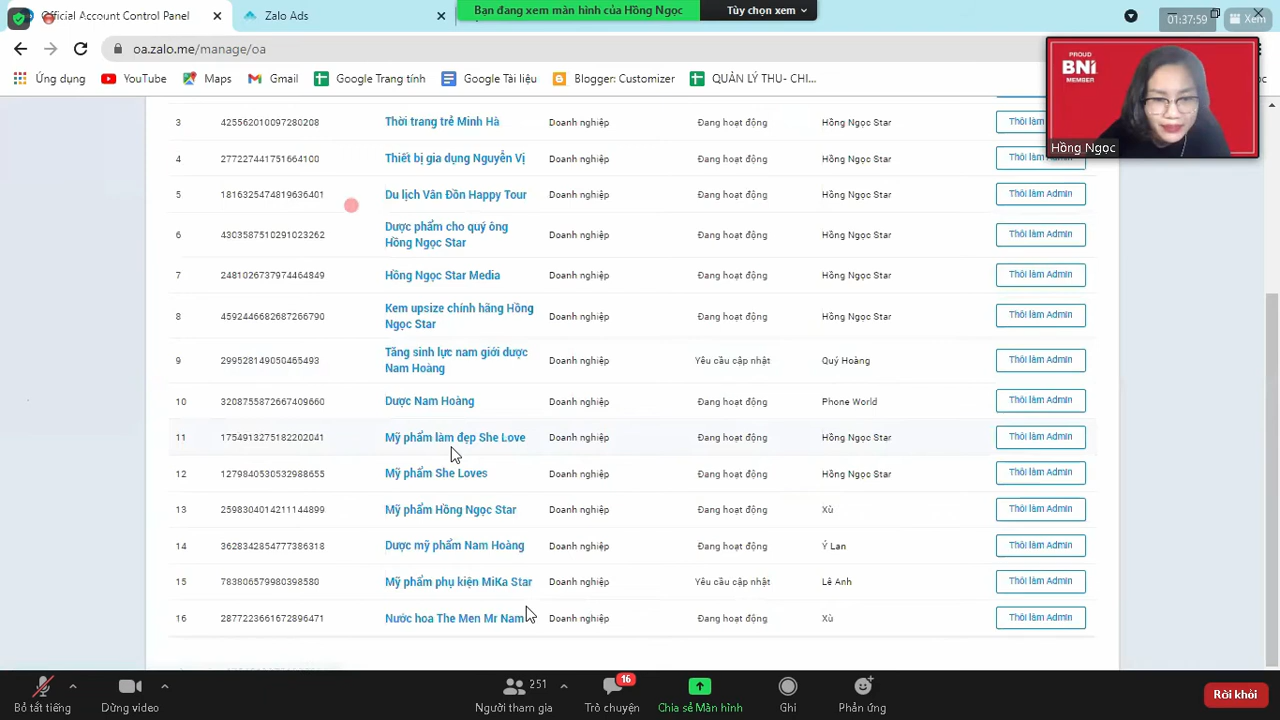 Official Account Control Panel
Zalo Ads
Bạn đang xem màn hình của Hồng Ngọc
Tùy chọn xem
01:37:59
Xem
oa.zalo.me/manage/oa
Ứng dụng
YouTube
Maps
Gmail
Google Trang tính
Google Tài liệu
Blogger: Customizer
QUẢN LÝ THU- CHI...
PROUD
BNI
MEMBER
Hồng Ngọc
3 425562010097280208 Thời trang trẻ Minh Hà Doanh nghiệp Đang hoạt động Hồng Ngọc Star Thôi làm
4 277227441751664100 Thiết bị gia dụng Nguyễn Vị Doanh nghiệp Đang hoạt động Hồng Ngọc Star Thôi làm Admin
5 1816325474819636401 Du lịch Vân Đồn Happy Tour Doanh nghiệp Đang hoạt động Hồng Ngọc Star Thôi làm Admin
6 4303587510291023262 Dược phẩm cho quý ông
Hồng Ngọc Star Doanh nghiệp Đang hoạt động Hồng Ngọc Star Thôi làm Admin
7 2481026737974464849 Hồng Ngọc Star Media Doanh nghiệp Đang hoạt động Hồng Ngọc Star Thôi làm Admin
8 4592446682687266790 Kem upsize chính hãng Hồng
Ngọc Star Doanh nghiệp Đang hoạt động Hồng Ngọc Star Thôi làm Admin
9 299528149050465493 Tăng sinh lực nam giới dược
Nam Hoàng Doanh nghiệp Yêu cầu cập nhật Quý Hoàng Thôi làm Admin
10 3208755872667409660 Dược Nam Hoàng Doanh nghiệp Đang hoạt động Phone World Thôi làm Admin
11 1754913275182202041 Mỹ phẩm làm đẹp She Love Doanh nghiệp Đang hoạt động Hồng Ngọc Star Thôi làm Admin
12 1279840530532988655 Mỹ phẩm She Loves Doanh nghiệp Đang hoạt động Hồng Ngọc Star Thôi làm Admin
13 2598304014211144899 Mỹ phẩm Hồng Ngọc Star Doanh nghiệp Đang hoạt động Xù Thôi làm Admin
14 3628342854777386318 Dược mỹ phẩm Nam Hoàng Doanh nghiệp Đang hoạt động Ý Lan Thôi làm Admin
15 783806579980398580 Mỹ phẩm phụ kiện MiKa Star Doanh nghiệp Yêu cầu cập nhật Lê Anh Thôi làm Admin
16 2877223661672896471 Nước hoa The Men Mr Nam Doanh nghiệp Đang hoạt động Xù Thôi làm Admin
Bỏ tắt tiếng
Dừng video
251
Người tham gia
16
Trò chuyện
Chia sẻ Màn hình
Ghi
Phản ứng
Rời khỏi